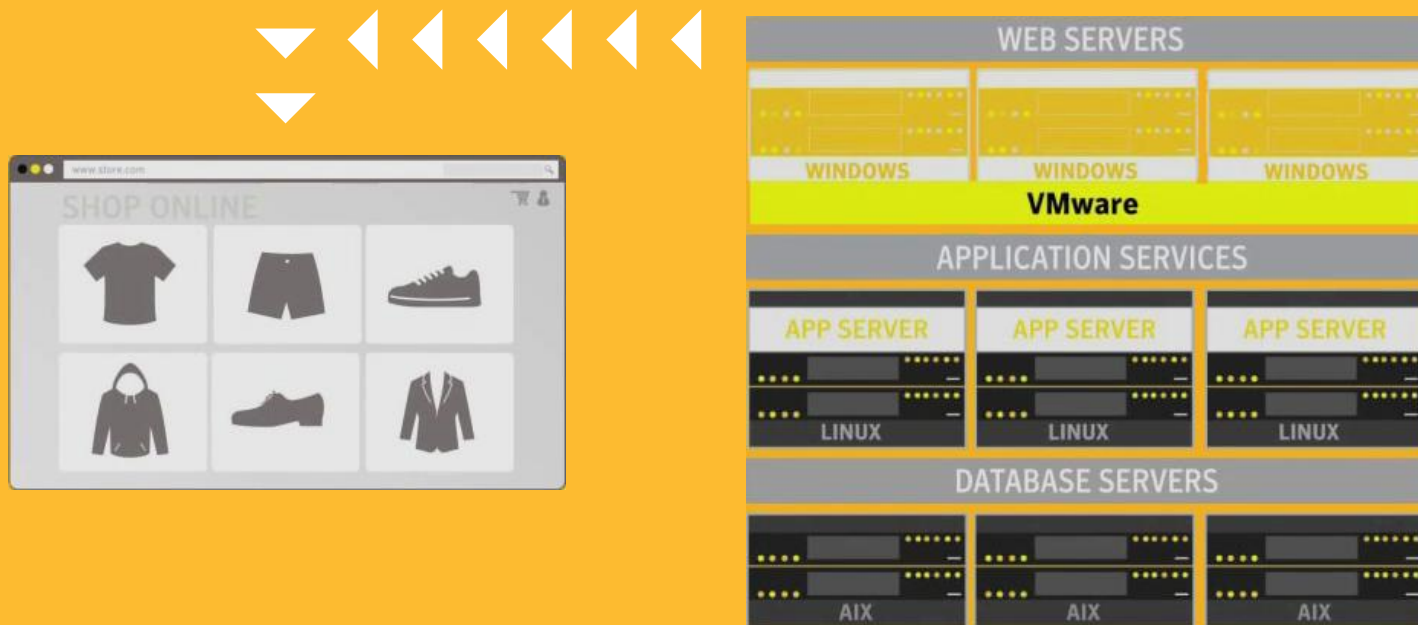 www.store.com
SHOP ONLINE
WEB SERVERS
WINDOWS WINDOWS WINDOWS
VMware
APPLICATION SERVICES
APP SERVER APP SERVER APP SERVER
LINUX LINUX LINUX
DATABASE SERVERS
AIX AIX AIX